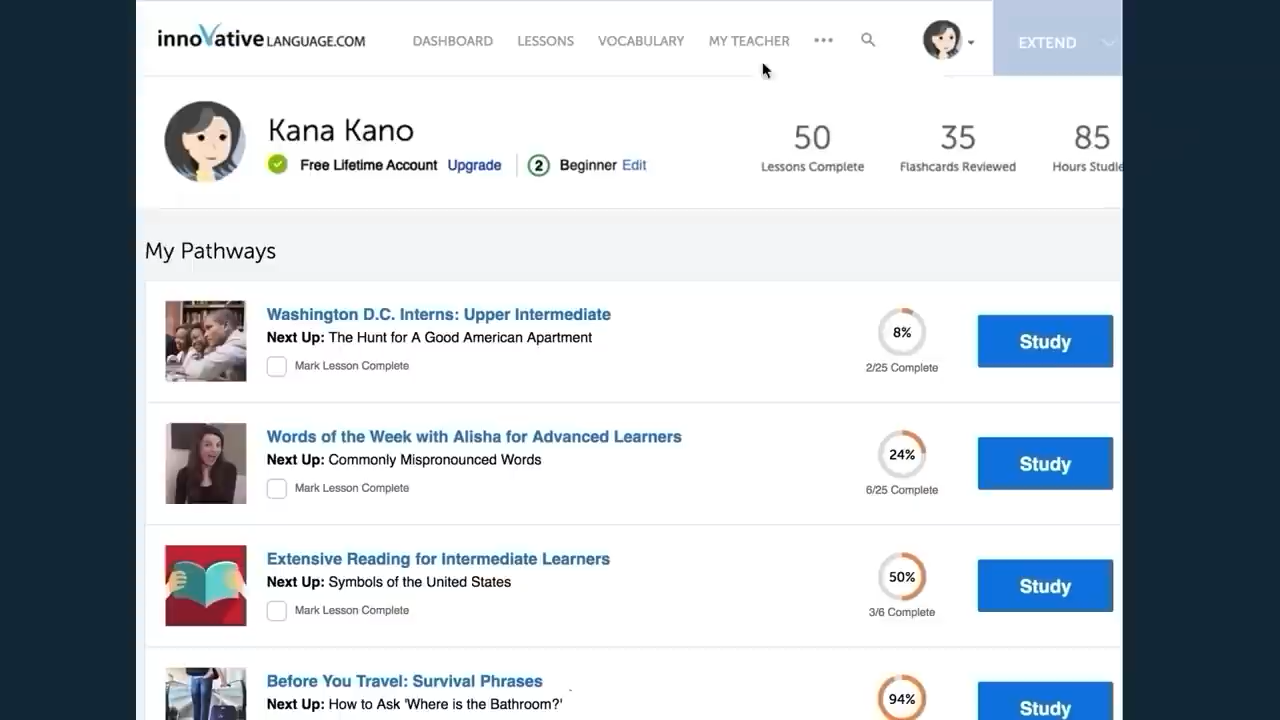 innoVative LANGUAGE.COM DASHBOARD LESSONS VOCABULARY MY TEACHER ••• EXTEND
Kana Kano
Free Lifetime Account Upgrade 2 Beginner Edit
50 35 85
Lessons Complete Flashcards Reviewed Hours Studie
My Pathways
Washington D.C. Interns: Upper Intermediate
Next Up: The Hunt for A Good American Apartment
Mark Lesson Complete
8%
2/25 Complete
Study
Words of the Week with Alisha for Advanced Learners
Next Up: Commonly Mispronounced Words
Mark Lesson Complete
24%
6/25 Complete
Study
Extensive Reading for Intermediate Learners
Next Up: Symbols of the United States
Mark Lesson Complete
50%
3/6 Complete
Study
Before You Travel: Survival Phrases
Next Up: How to Ask 'Where is the Bathroom?'
94%
Study